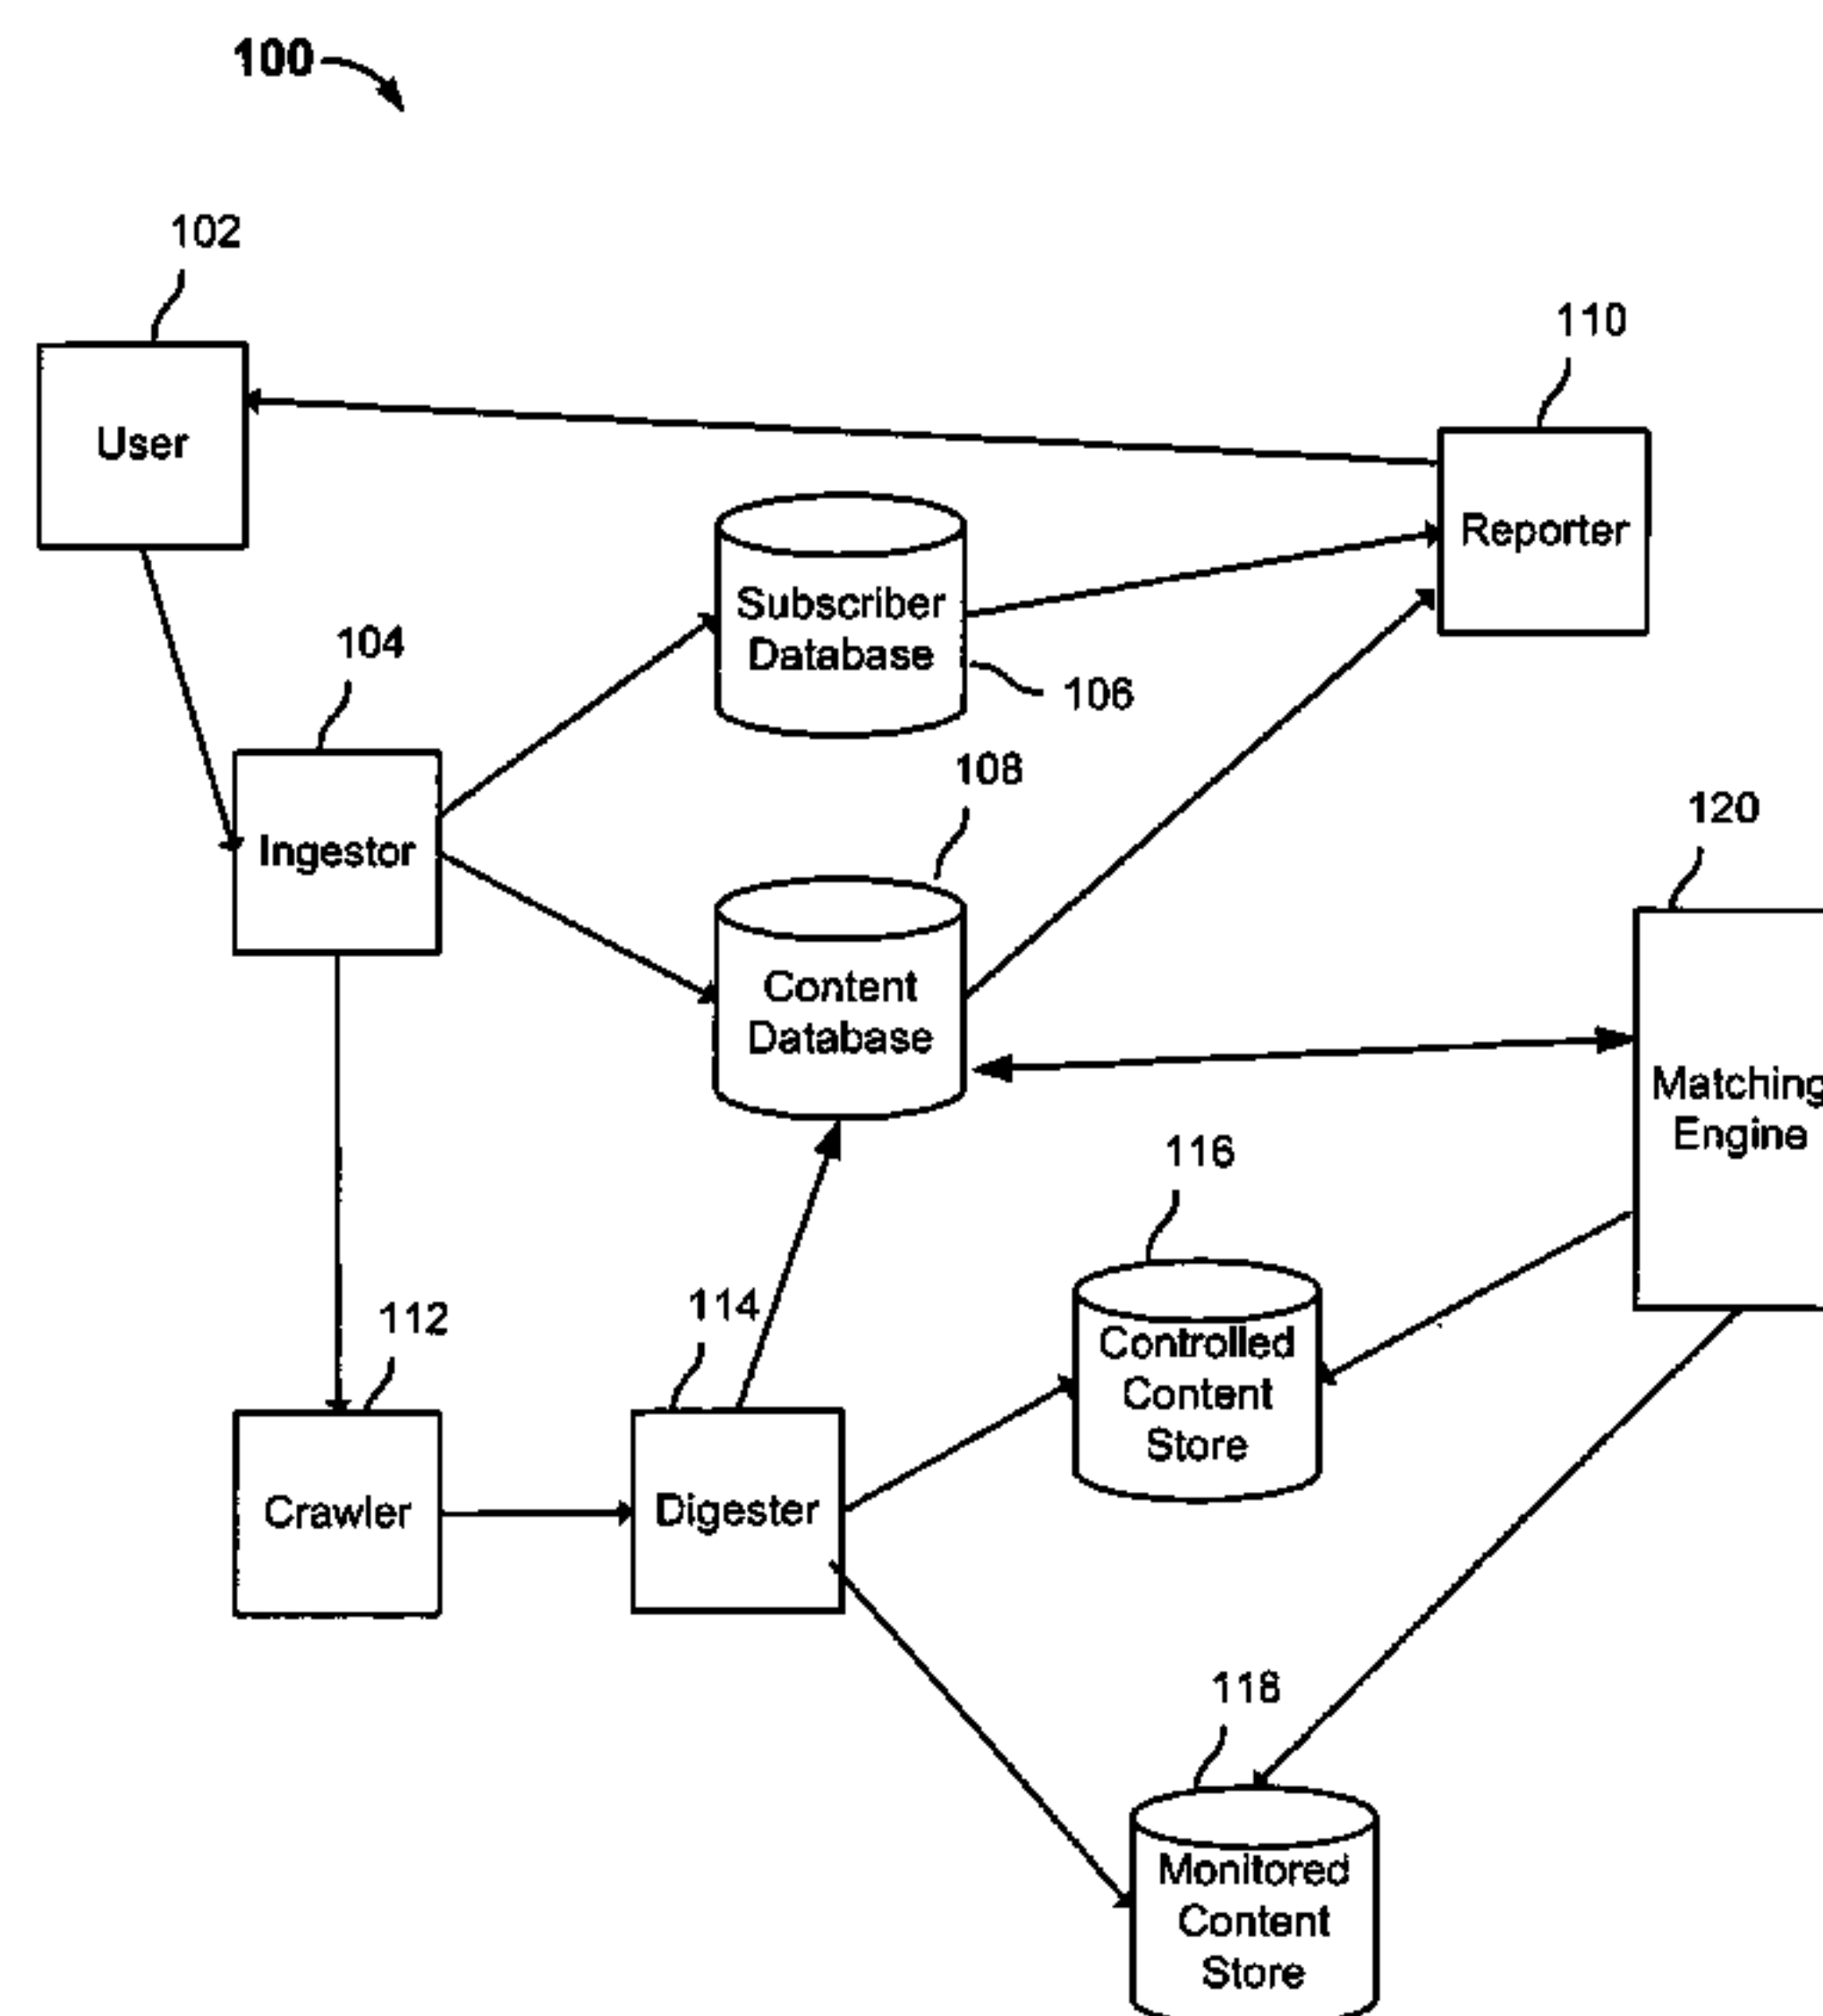 100
102
User
110
Reporter
Subscriber
Database
106
104
Ingestor
108
Content
Database
120
Matching
Engine
116
Controlled
Content
Store
112
Crawler
114
Digester
118
Monitored
Content
Store